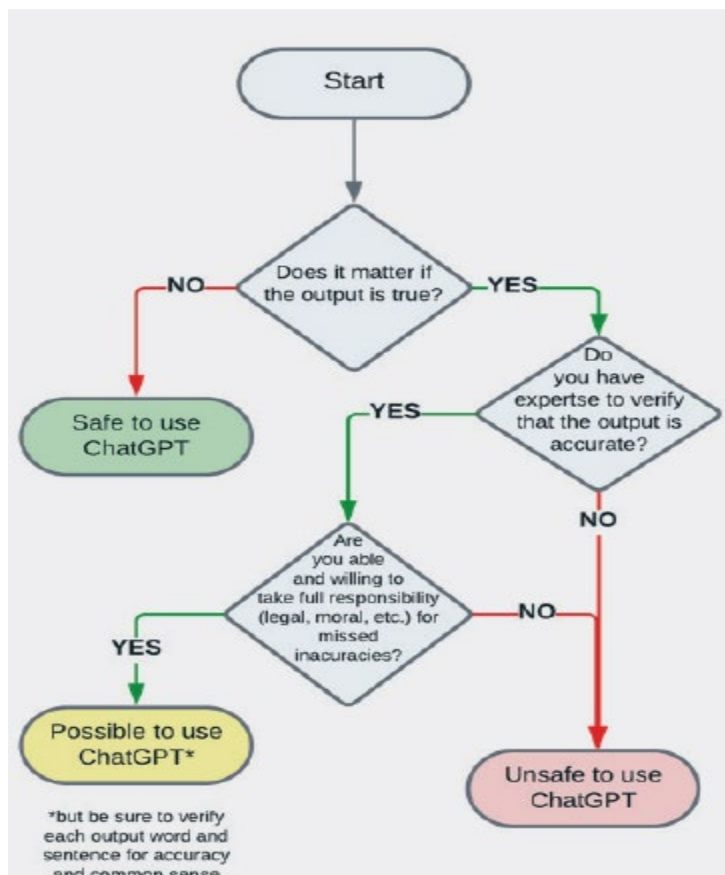 Start
Does it matter if
the output is true?
NO
YES
Safe to use
ChatGPT
Do
you have
expertse to verify
that the output is
accurate?
YES
NO
Are
you able
and willing to
take full responsibility
(legal, moral, etc.) for
missed
inacuracies?
YES
NO
Possible to use
ChatGPT*
Unsafe to use
ChatGPT
*but be sure to verify
each output word and
sentence for accuracy
and common sense